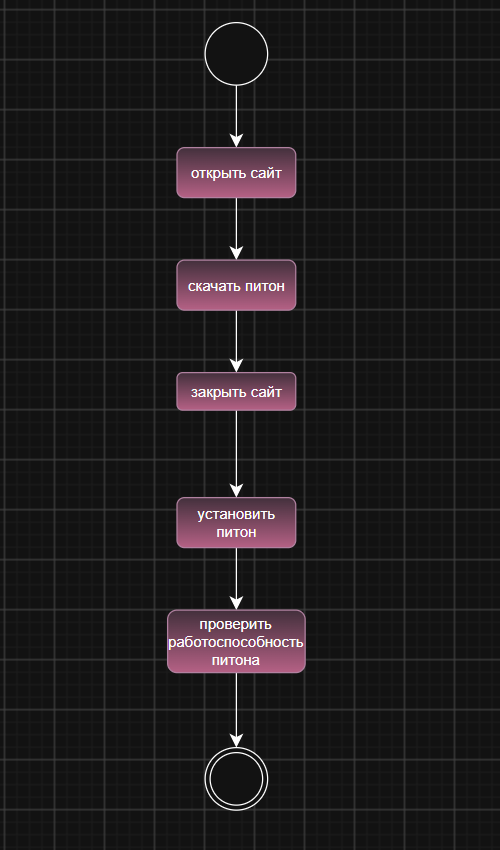 открыть сайт
скачать питон
закрыть сайт
установить
питон
проверить
работоспособность
питона